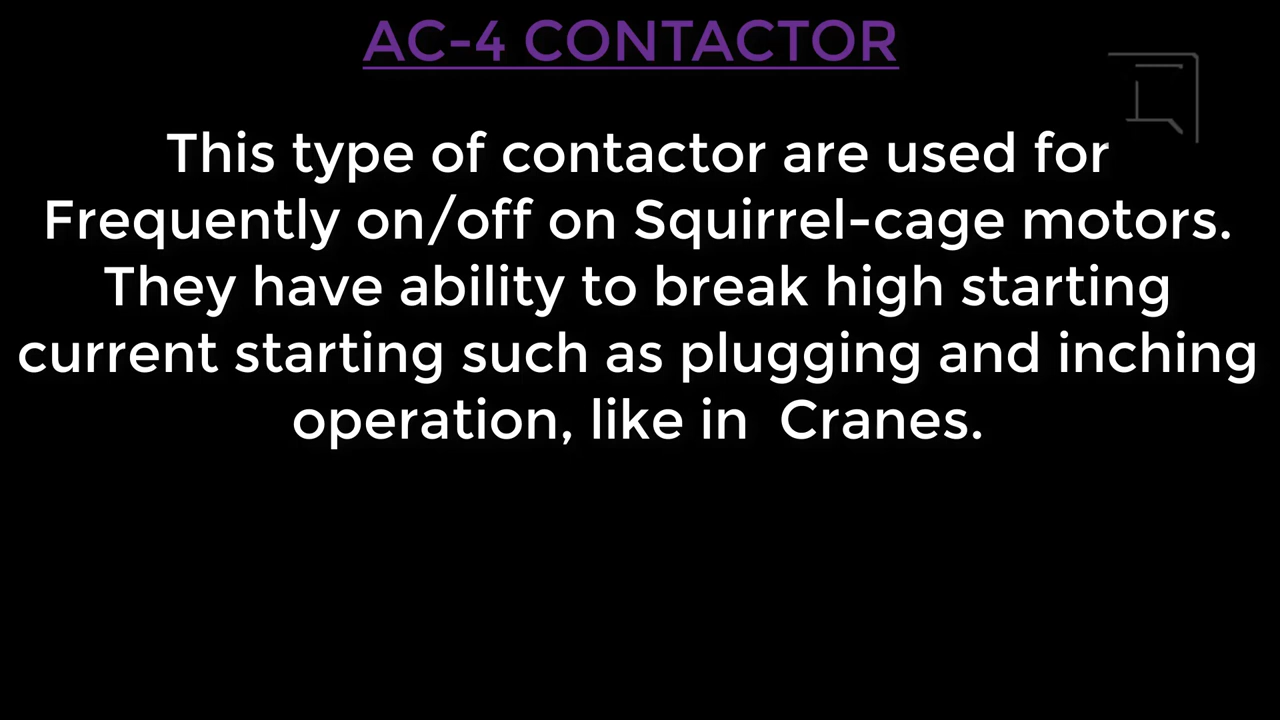 AC-4 CONTACTOR
This type of contactor are used for
Frequently on/off on Squirrel-cage motors.
They have ability to break high starting
current starting such as plugging and inching
operation, like in  Cranes.